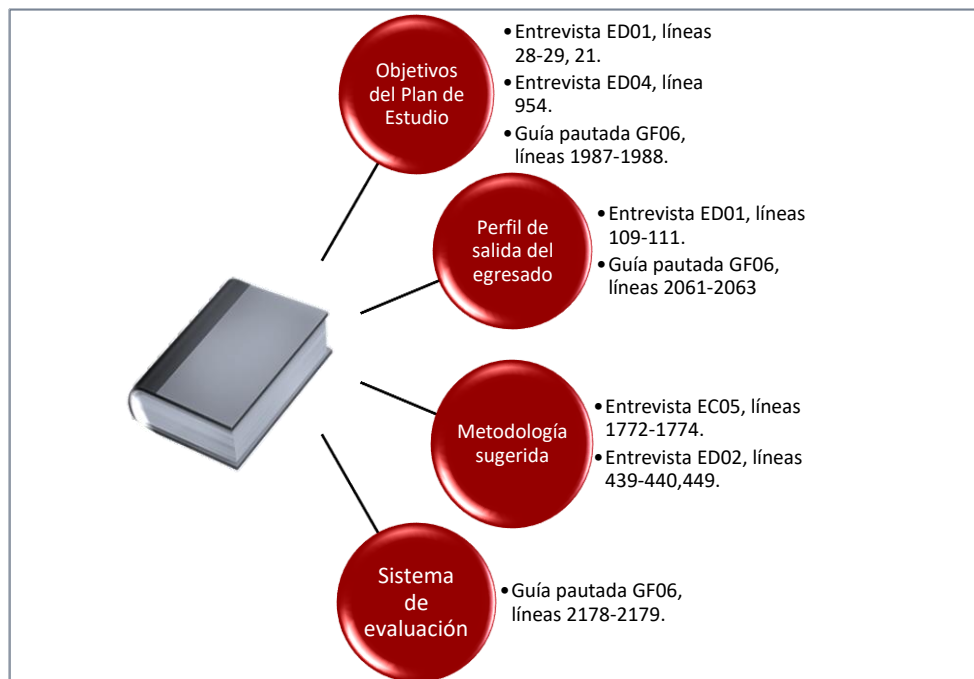 Objetivos
del Plan de
Estudio
•Entrevista ED01, líneas
28-29, 21.
•Entrevista ED04, línea
954.
•Guía pautada GF06,
líneas 1987-1988.
Perfil de
salida del
egresado
•Entrevista ED01, líneas
109-111.
•Guía pautada GF06,
líneas 2061-2063
Metodología
sugerida
•Entrevista EC05, líneas
1772-1774.
•Entrevista ED02, líneas
439-440,449.
Sistema
de
evaluación
•Guía pautada GF06,
líneas 2178-2179.